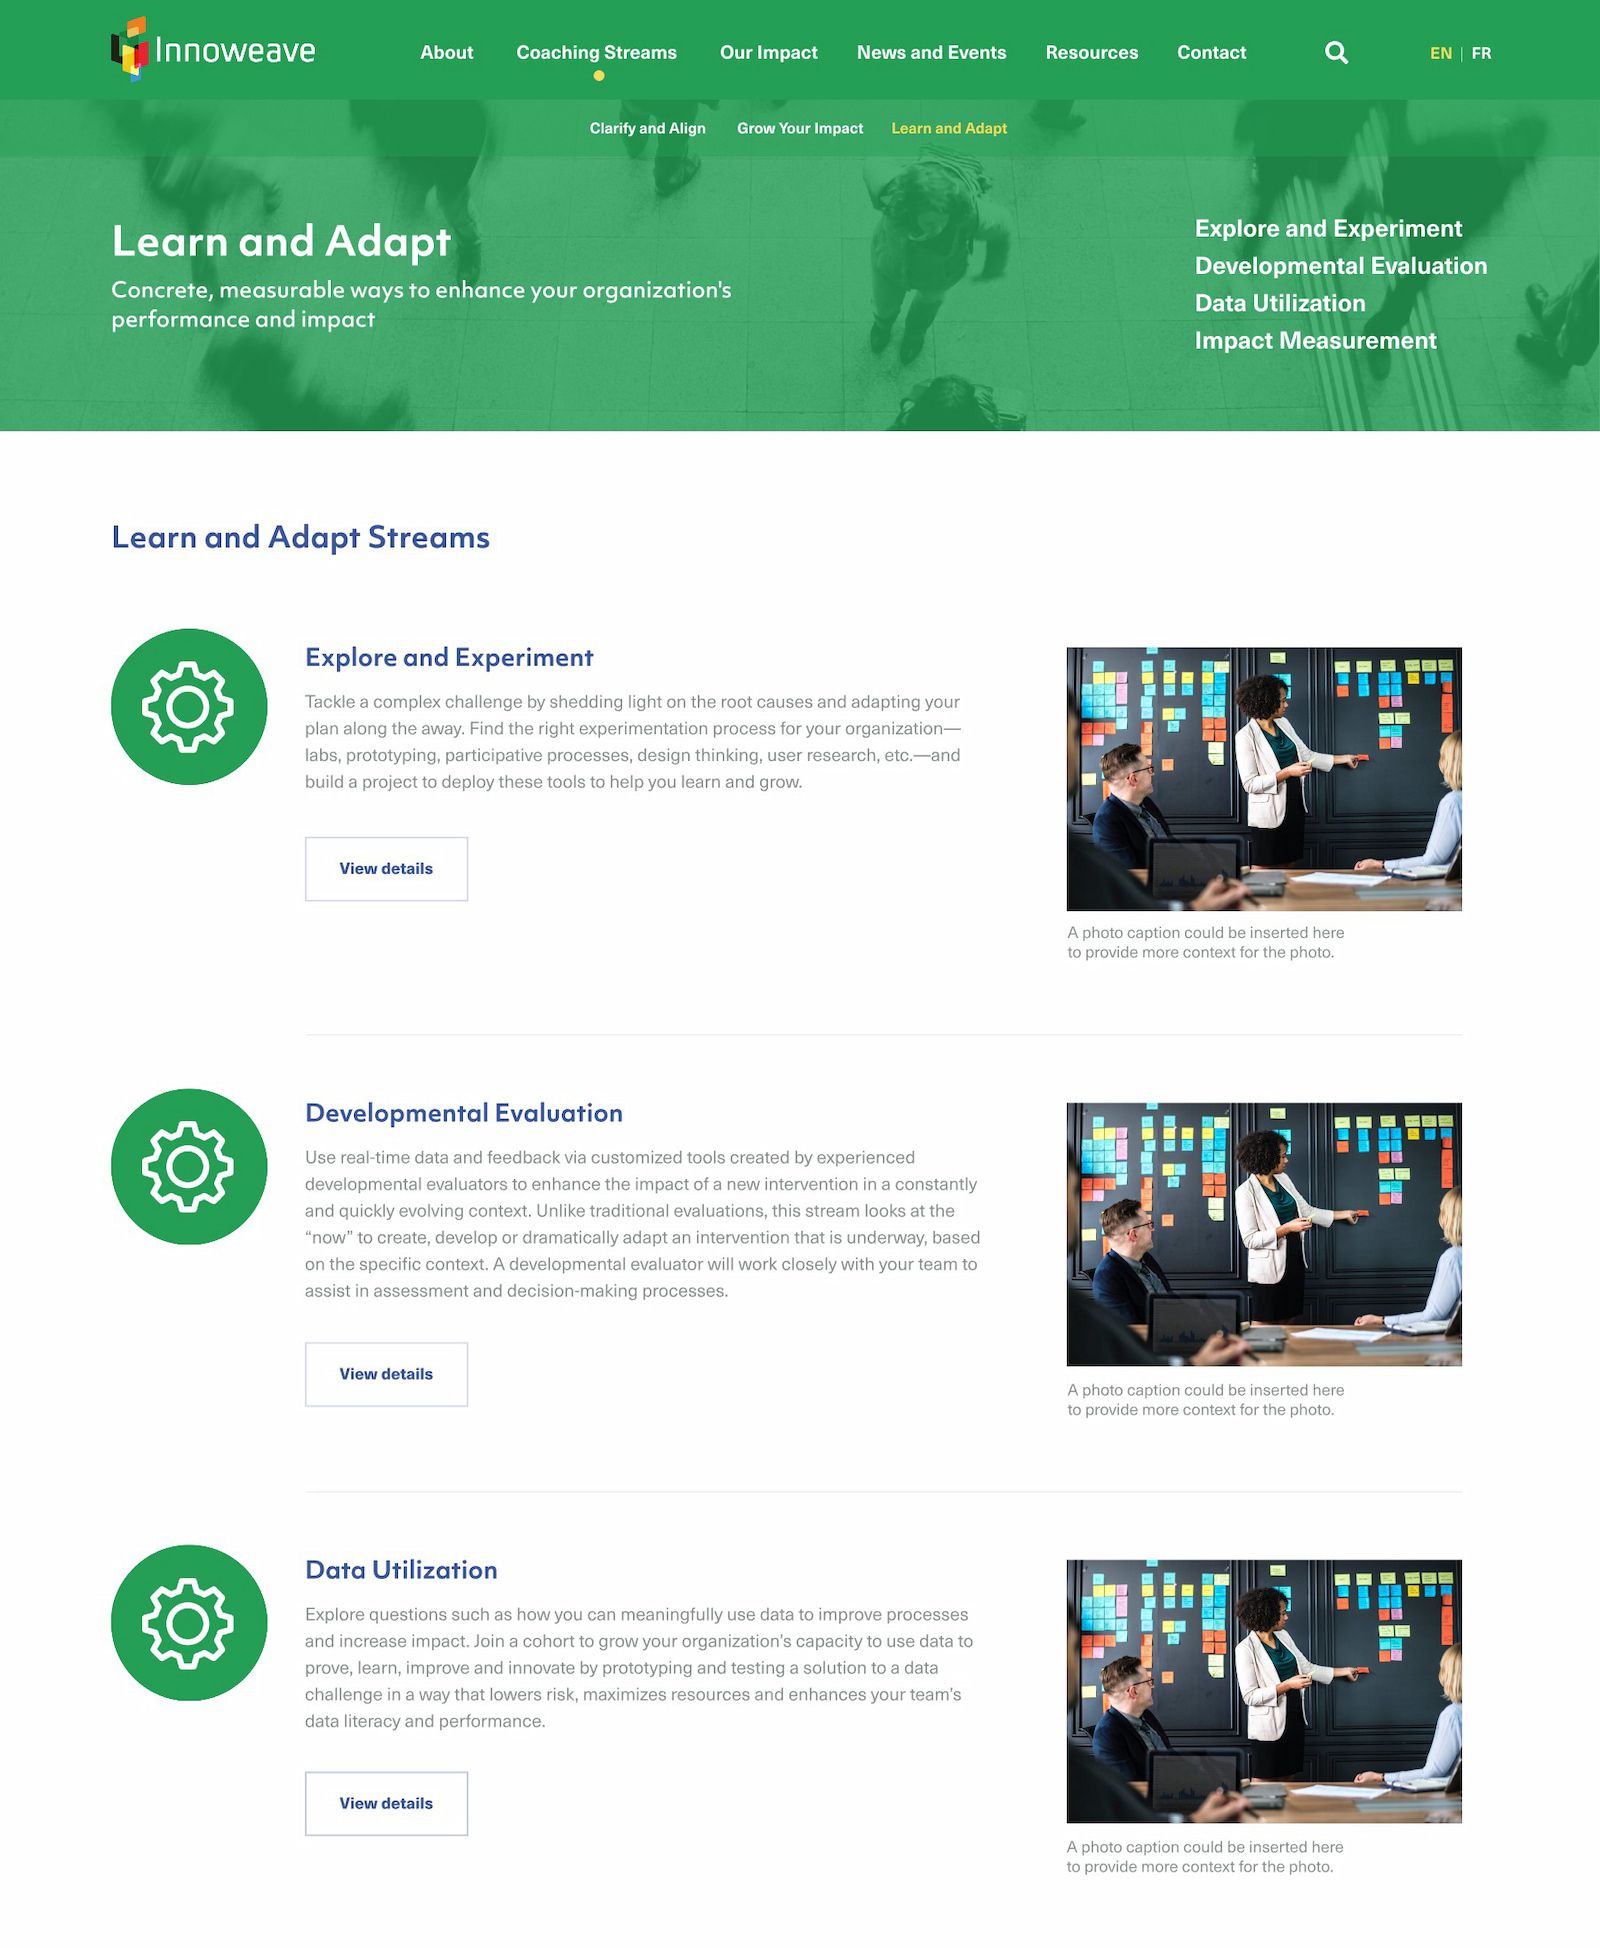 Innoweave
About
Coaching Streams
Our Impact
News and Events
Resources
Contact
EN | FR
Clarify and Align
Grow Your Impact
Learn and Adapt
Learn and Adapt
Concrete, measurable ways to enhance your organization's
performance and impact
Explore and Experiment
Developmental Evaluation
Data Utilization
Impact Measurement
Learn and Adapt Streams
Explore and Experiment
Tackle a complex challenge by shedding light on the root causes and adapting your
plan along the away. Find the right experimentation process for your organization—
labs, prototyping, participative processes, design thinking, user research, etc.—and
build a project to deploy these tools to help you learn and grow.
View details
A photo caption could be inserted here
to provide more context for the photo.
Developmental Evaluation
Use real-time data and feedback via customized tools created by experienced
developmental evaluators to enhance the impact of a new intervention in a constantly
and quickly evolving context. Unlike traditional evaluations, this stream looks at the
“now” to create, develop or dramatically adapt an intervention that is underway, based
on the specific context. A developmental evaluator will work closely with your team to
assist in assessment and decision-making processes.
View details
A photo caption could be inserted here
to provide more context for the photo.
Data Utilization
Explore questions such as how you can meaningfully use data to improve processes
and increase impact. Join a cohort to grow your organization’s capacity to use data to
prove, learn, improve and innovate by prototyping and testing a solution to a data
challenge in a way that lowers risk, maximizes resources and enhances your team’s
data literacy and performance.
View details
A photo caption could be inserted here
to provide more context for the photo.